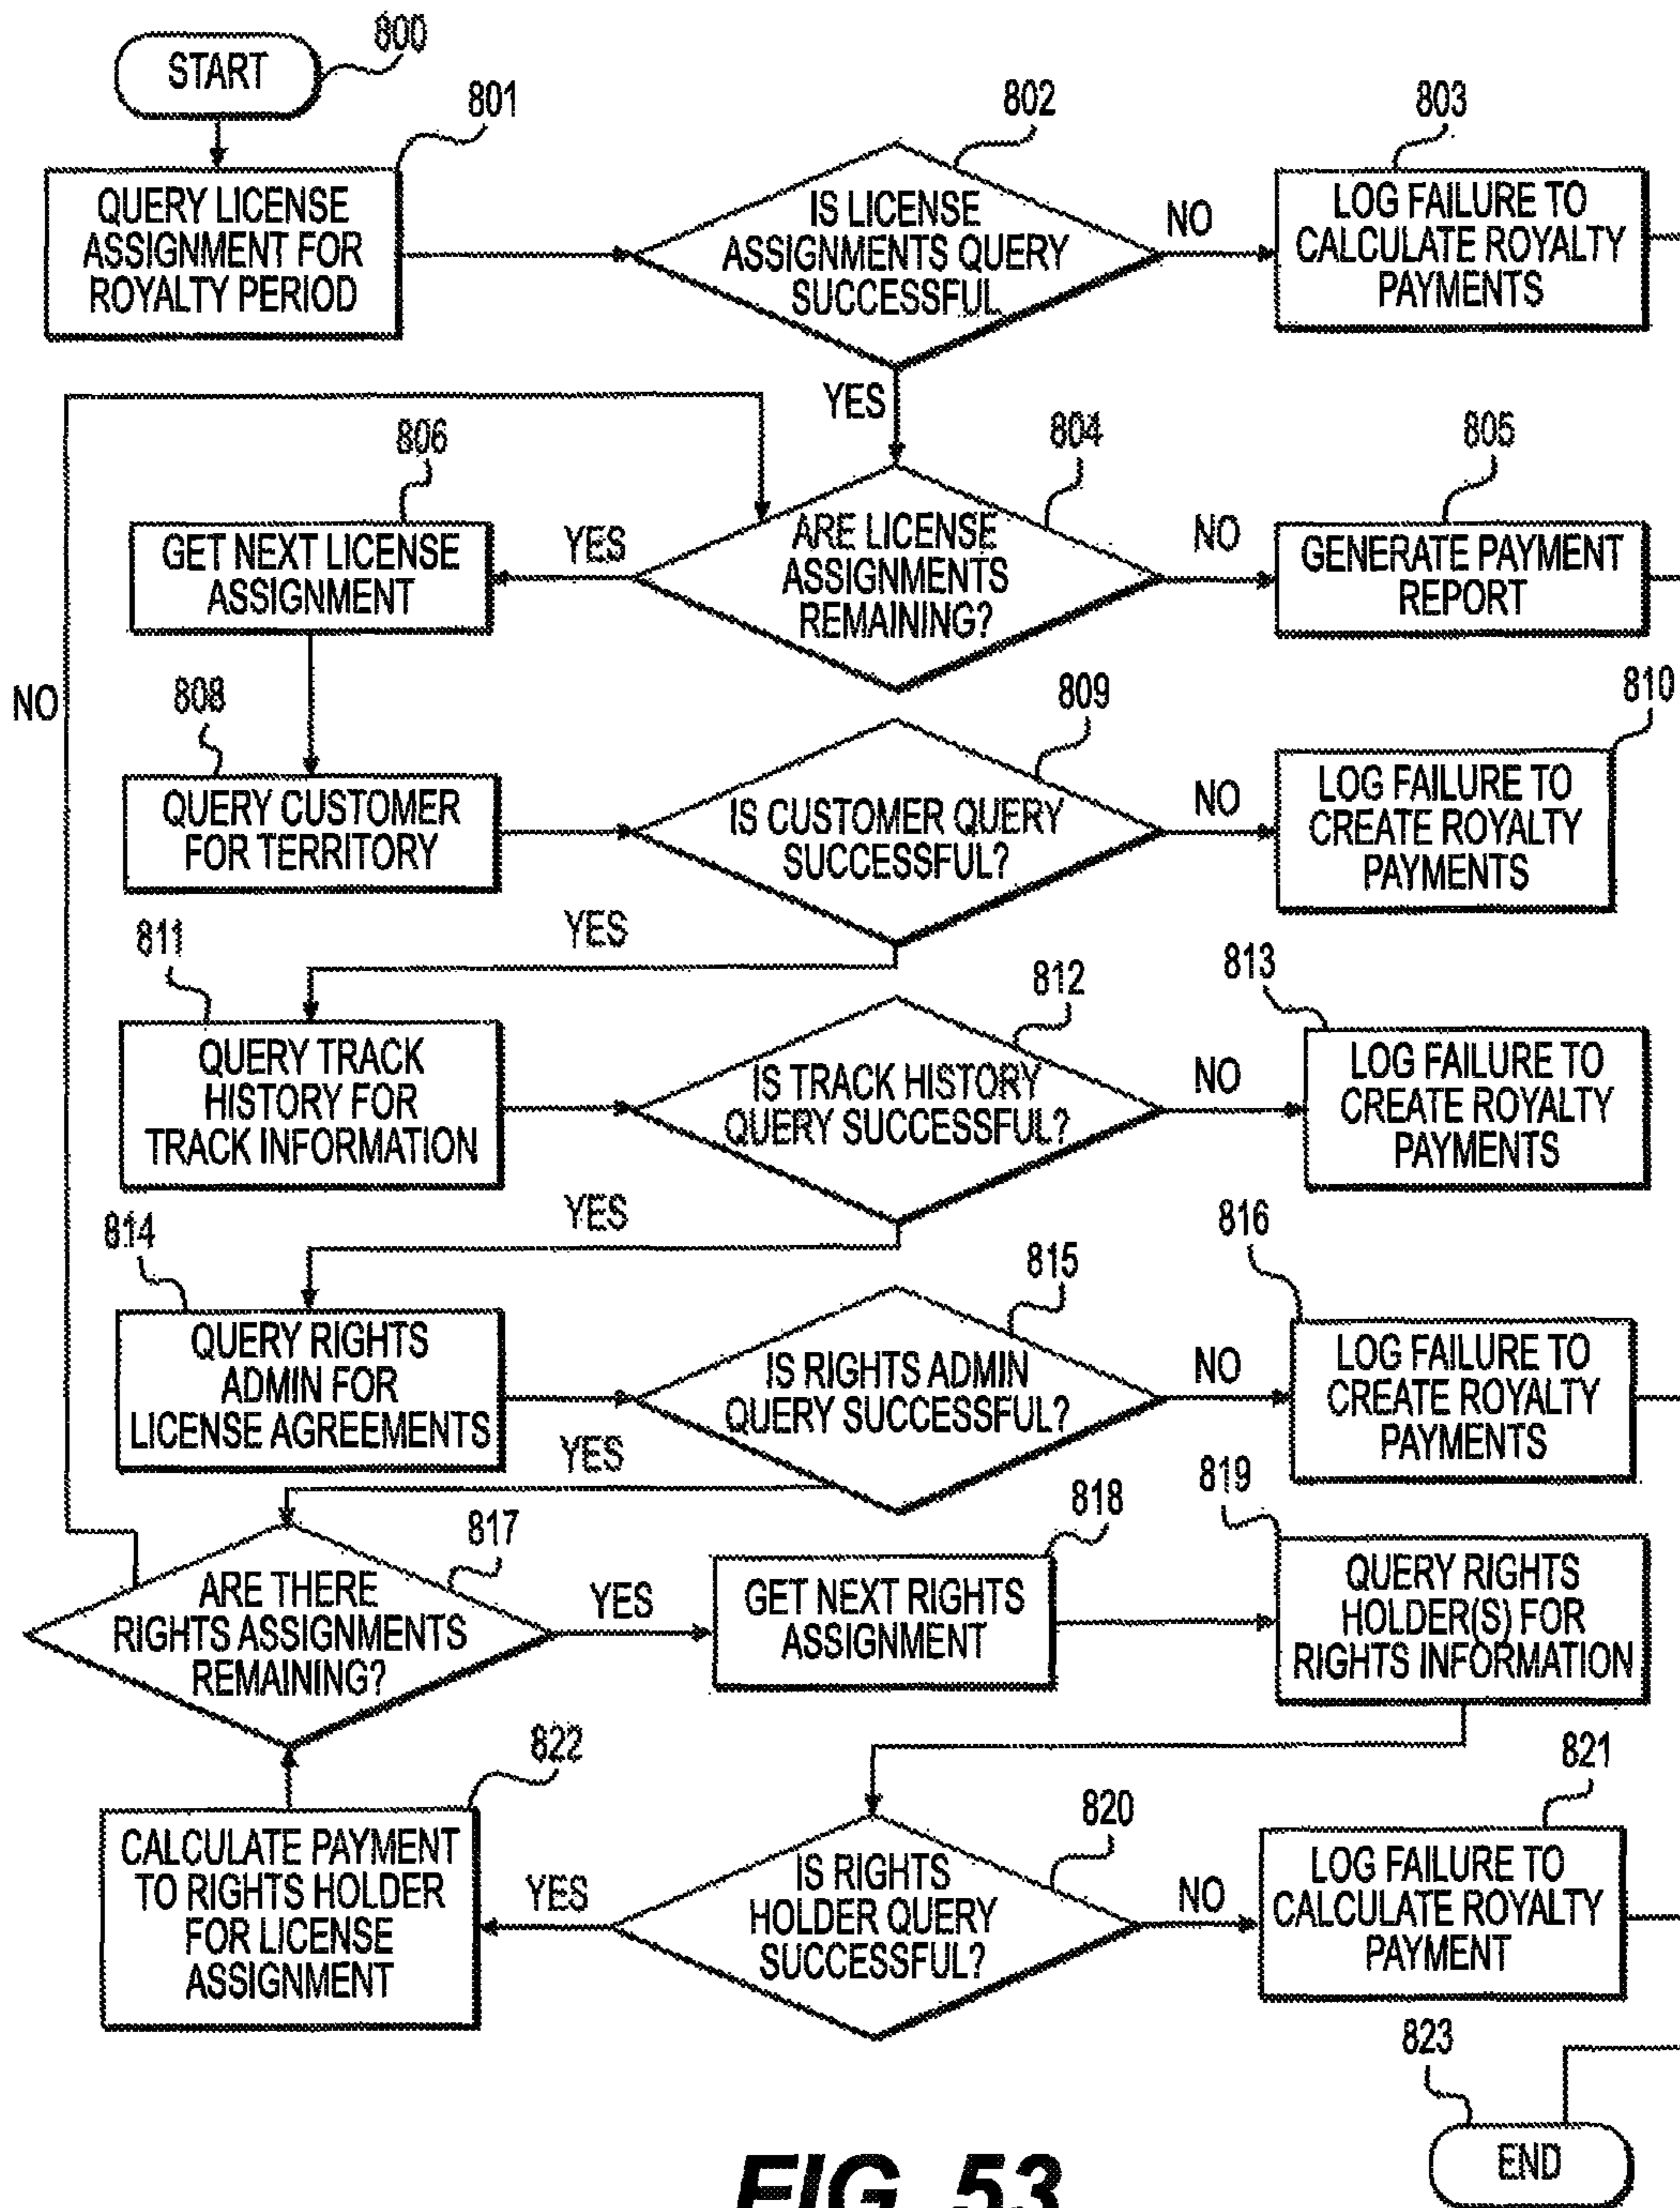 800
START
801
QUERY LICENSE
ASSIGNMENT FOR
ROYALTY PERIOD
802
IS LICENSE
ASSIGNMENTS QUERY
SUCCESSFUL
NO
803
LOG FAILURE TO
CALCULATE ROYALTY
PAYMENTS
YES
806
GET NEXT LICENSE
ASSIGNMENT
YES
804
ARE LICENSE
ASSIGNMENTS
REMAINING?
NO
805
GENERATE PAYMENT
REPORT
NO
808
QUERY CUSTOMER
FOR TERRITORY
809
IS CUSTOMER QUERY
SUCCESSFUL?
NO
810
LOG FAILURE TO
CREATE ROYALTY
PAYMENTS
YES
811
QUERY TRACK
HISTORY FOR
TRACK INFORMATION
812
IS TRACK HISTORY
QUERY SUCCESSFUL?
NO
813
LOG FAILURE TO
CREATE ROYALTY
PAYMENTS
YES
814
QUERY RIGHTS
ADMIN FOR
LICENSE AGREEMENTS
815
IS RIGHTS ADMIN
QUERY SUCCESSFUL?
NO
816
LOG FAILURE TO
CREATE ROYALTY
PAYMENTS
YES
817
ARE THERE
RIGHTS ASSIGNMENTS
REMAINING?
YES
818
GET NEXT RIGHTS
ASSIGNMENT
819
QUERY RIGHTS
HOLDER(S) FOR
RIGHTS INFORMATION
822
CALCULATE PAYMENT
TO RIGHTS HOLDER
FOR LICENSE
ASSIGNMENT
YES
820
IS RIGHTS
HOLDER QUERY
SUCCESSFUL?
NO
821
LOG FAILURE TO
CALCULATE ROYALTY
PAYMENT
823
END
FIG. 53